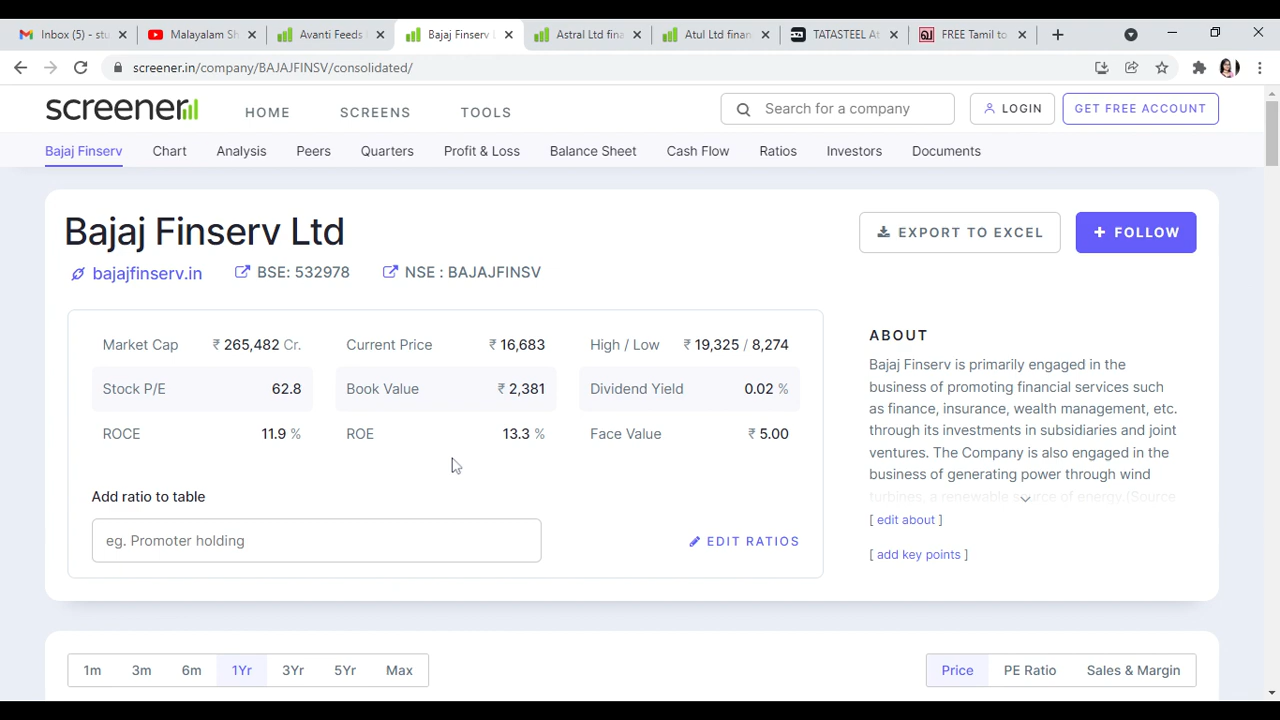 Inbox (5) - stu
Malayalam Sh
Avanti Feeds
Bajaj Finserv L
Astral Ltd fina
Atul Ltd finan
TATASTEEL At
FREE Tamil to
screener.in/company/BAJAJFINSV/consolidated/
screener
HOME SCREENS TOOLS
Search for a company
LOGIN
GET FREE ACCOUNT
Bajaj Finserv Chart Analysis Peers Quarters Profit & Loss Balance Sheet Cash Flow Ratios Investors Documents
Bajaj Finserv Ltd
EXPORT TO EXCEL
+ FOLLOW
bajajfinserv.in BSE: 532978 NSE : BAJAJFINSV
Market Cap ₹ 265,482 Cr. Current Price ₹ 16,683 High / Low ₹ 19,325 / 8,274
Stock P/E 62.8 Book Value ₹ 2,381 Dividend Yield 0.02 %
ROCE 11.9 % ROE 13.3 % Face Value ₹ 5.00
Add ratio to table
eg. Promoter holding
EDIT RATIOS
ABOUT
Bajaj Finserv is primarily engaged in the
business of promoting financial services such
as finance, insurance, wealth management, etc.
through its investments in subsidiaries and joint
ventures. The Company is also engaged in the
business of generating power through wind
turbines, a renewable source of energy.(Source
[ edit about ]
[ add key points ]
1m 3m 6m 1Yr 3Yr 5Yr Max
Price PE Ratio Sales & Margin